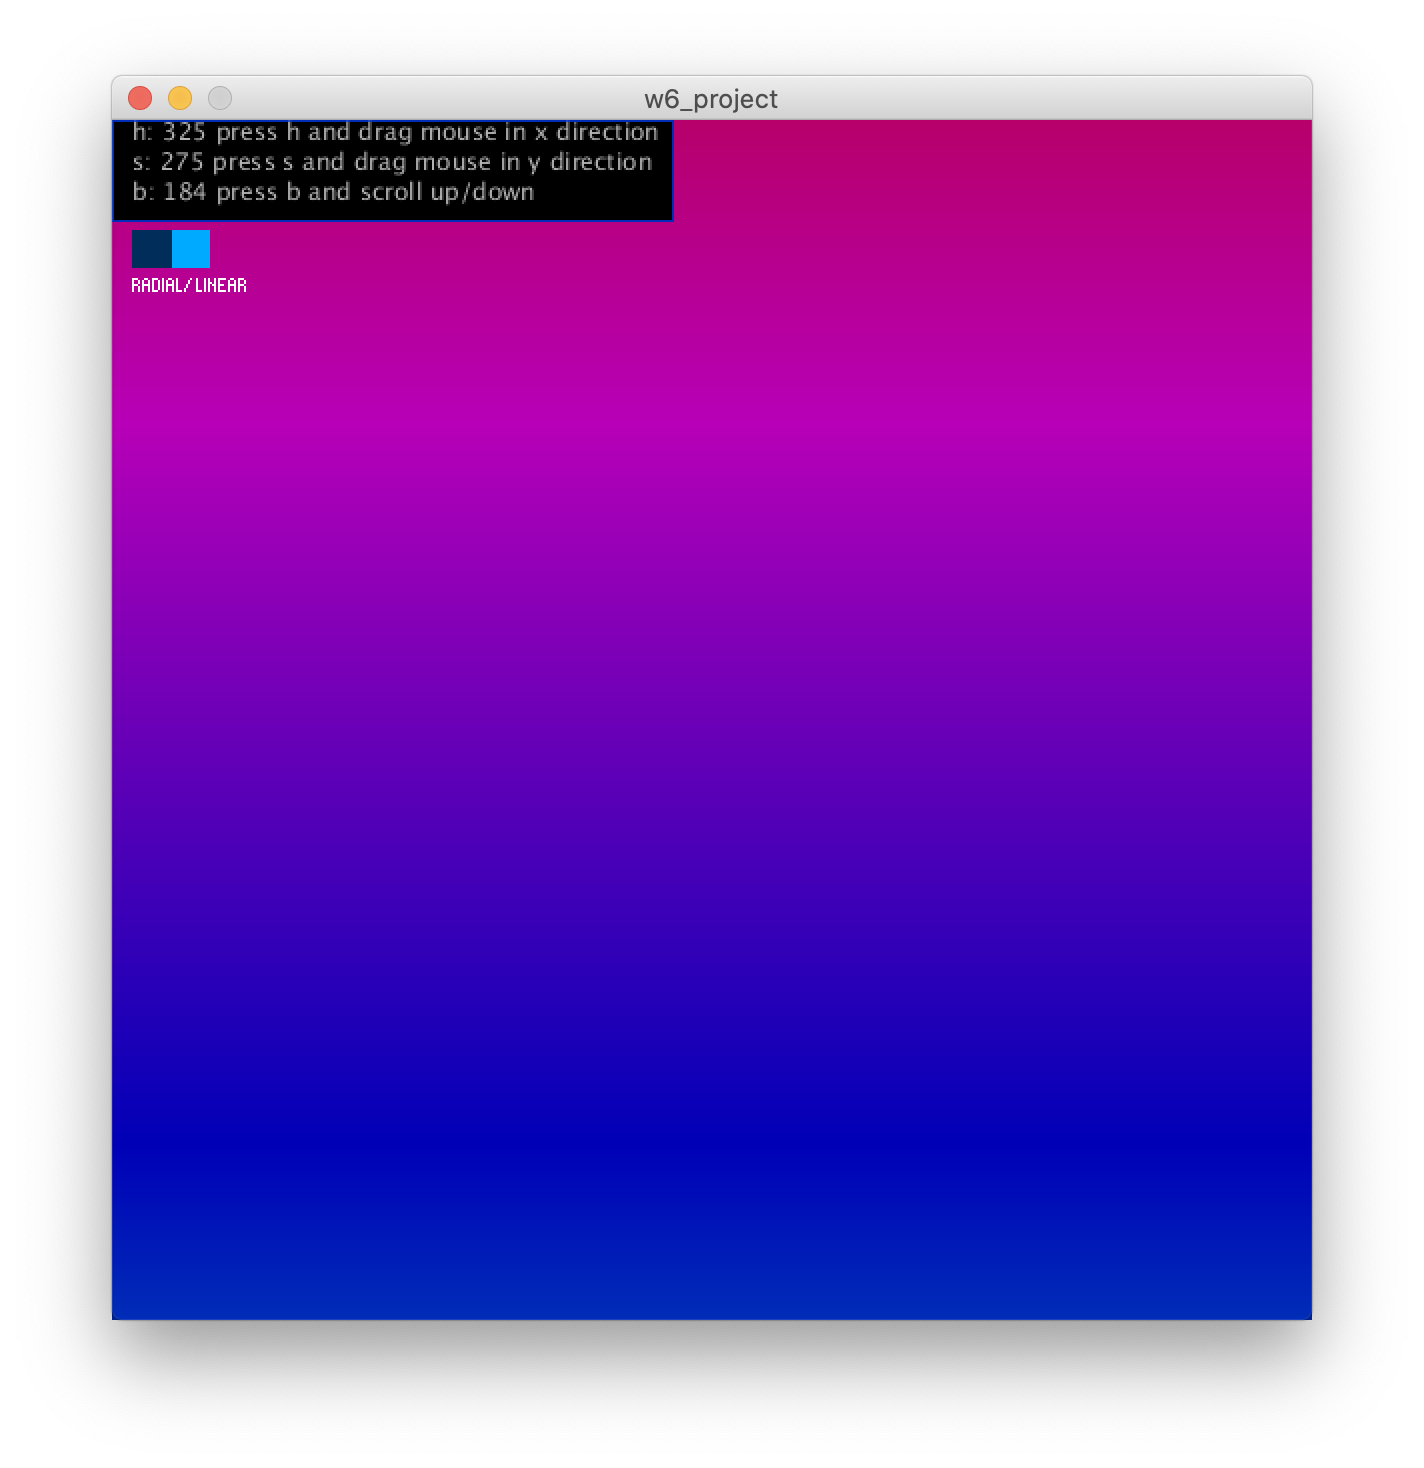 w6_project
h: 325 press h and drag mouse in x direction
s: 275 press s and drag mouse in y direction
b: 184 press b and scroll up/down
RADIAL/LINEAR